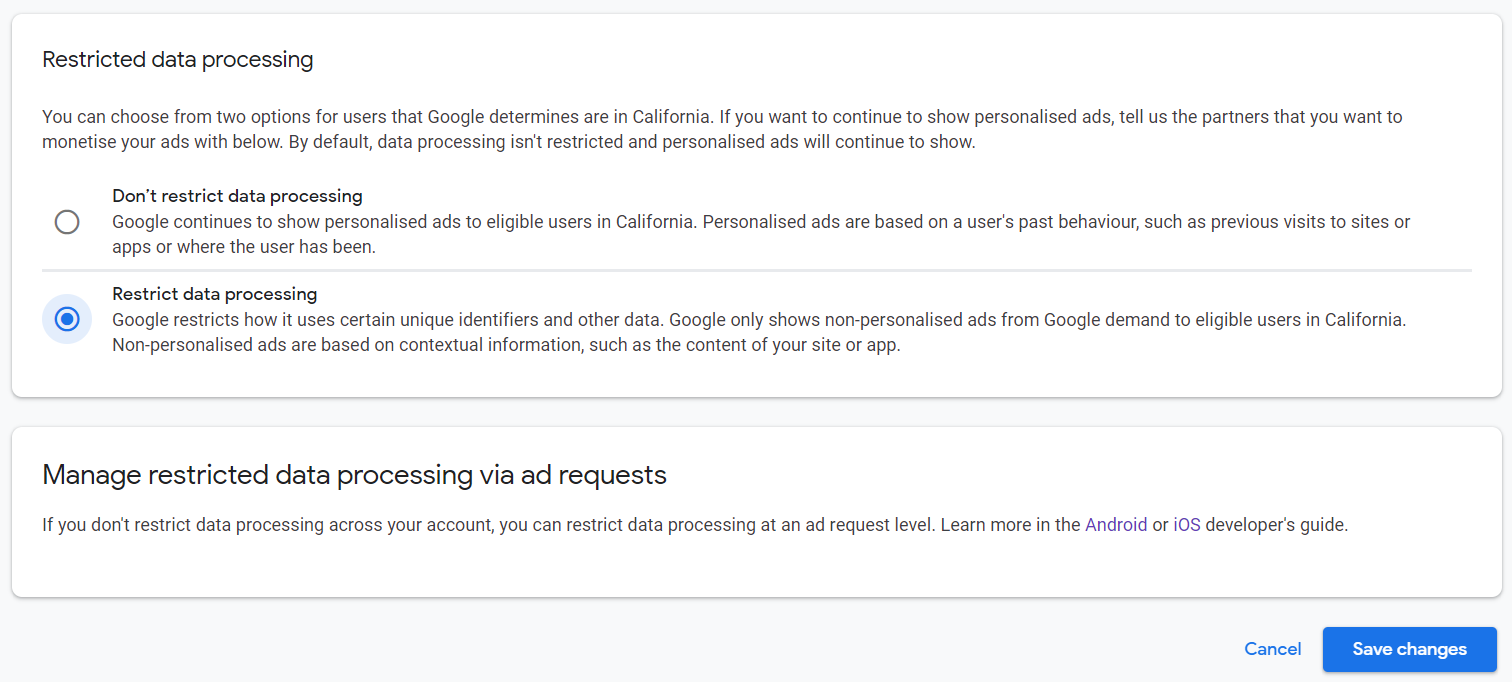 Restricted data processing
You can choose from two options for users that Google determines are in California. If you want to continue to show personalised ads, tell us the partners that you want to
monetise your ads with below. By default, data processing isn't restricted and personalised ads will continue to show.
Don’t restrict data processing
Google continues to show personalised ads to eligible users in California. Personalised ads are based on a user's past behaviour, such as previous visits to sites or
apps or where the user has been.
Restrict data processing
Google restricts how it uses certain unique identifiers and other data. Google only shows non-personalised ads from Google demand to eligible users in California.
Non-personalised ads are based on contextual information, such as the content of your site or app.
Manage restricted data processing via ad requests
If you don't restrict data processing across your account, you can restrict data processing at an ad request level. Learn more in the Android or iOS developer's guide.
Cancel Save changes